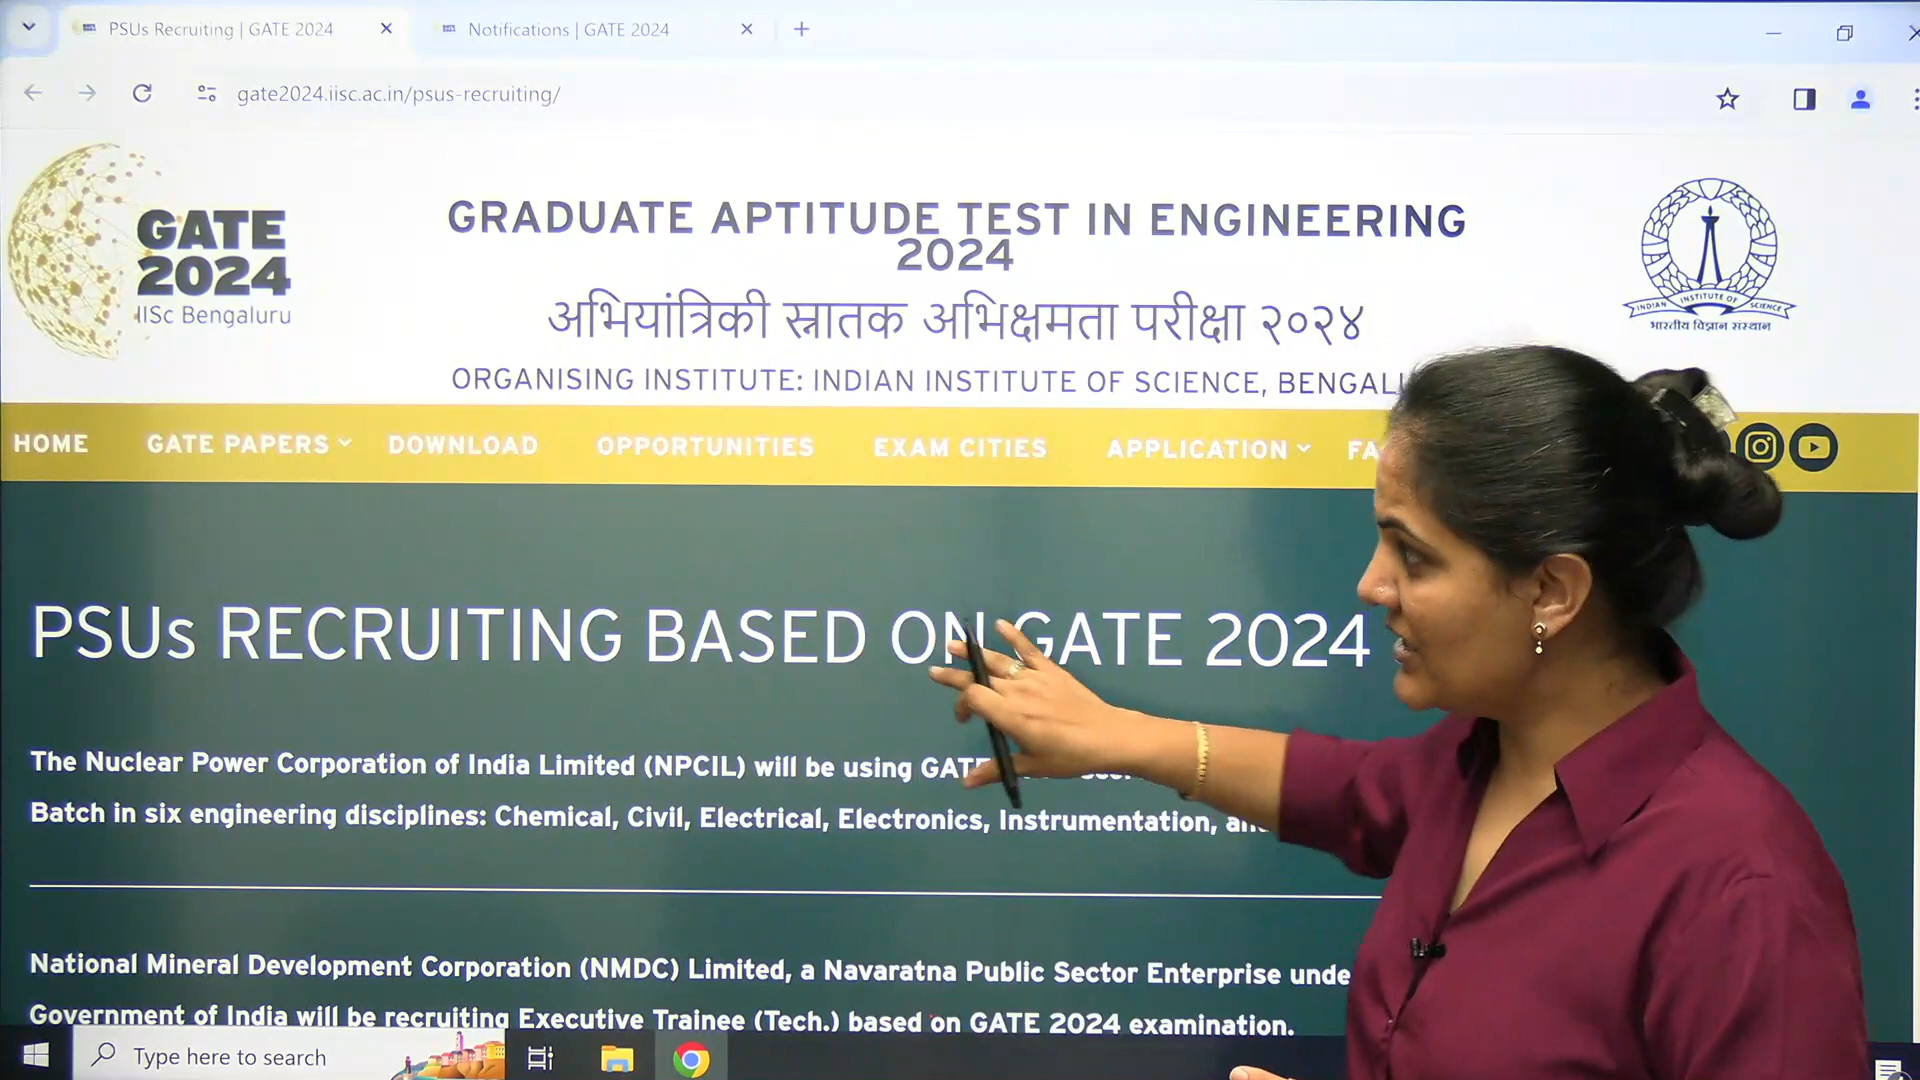 PSUs Recruiting | GATE 2024
Notifications | GATE 2024
gate2024.iisc.ac.in/psus-recruiting/
GATE
2024
IISc Bengaluru
GRADUATE APTITUDE TEST IN ENGINEERING
2024
अभियांत्रिकी स्नातक अभिक्षमता परीक्षा २०२४
ORGANISING INSTITUTE: INDIAN INSTITUTE OF SCIENCE, BENGAL
INDIAN INSTITUTE OF SCIENCE
भारतीय विज्ञान संस्थान
HOME GATE PAPERS DOWNLOAD OPPORTUNITIES EXAM CITIES APPLICATION FA
PSUs RECRUITING BASED ON GATE 2024
The Nuclear Power Corporation of India Limited (NPCIL) will be using GATE
Batch in six engineering disciplines: Chemical, Civil, Electrical, Electronics, Instrumentation,
National Mineral Development Corporation (NMDC) Limited, a Navaratna Public Sector Enterprise unde
Government of India will be recruiting Executive Trainee (Tech.) based on GATE 2024 examination.
Type here to search